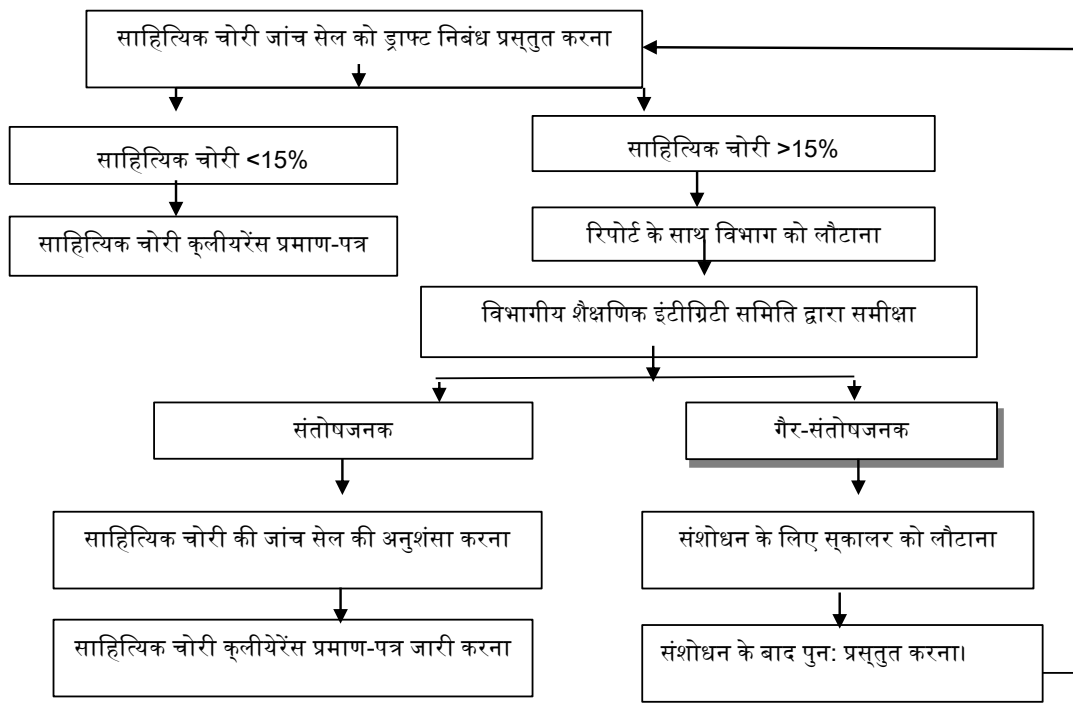 साहित्यिक चोरी जांच सेल को ड्राफ्ट निबंध प्रस्तुत करना
साहित्यिक चोरी <15%
साहित्यिक चोरी >15%
साहित्यिक चोरी क्लीयरेंस प्रमाण-पत्र
रिपोर्ट के साथ विभाग को लौटाना
विभागीय शैक्षणिक इंटीग्रिटी समिति द्वारा समीक्षा
संतोषजनक
गैर-संतोषजनक
साहित्यिक चोरी की जांच सेल की अनुशंसा करना
संशोधन के लिए स्कालर को लौटाना
साहित्यिक चोरी क्लीयेरेंस प्रमाण-पत्र जारी करना
संशोधन के बाद पुन: प्रस्तुत करना।